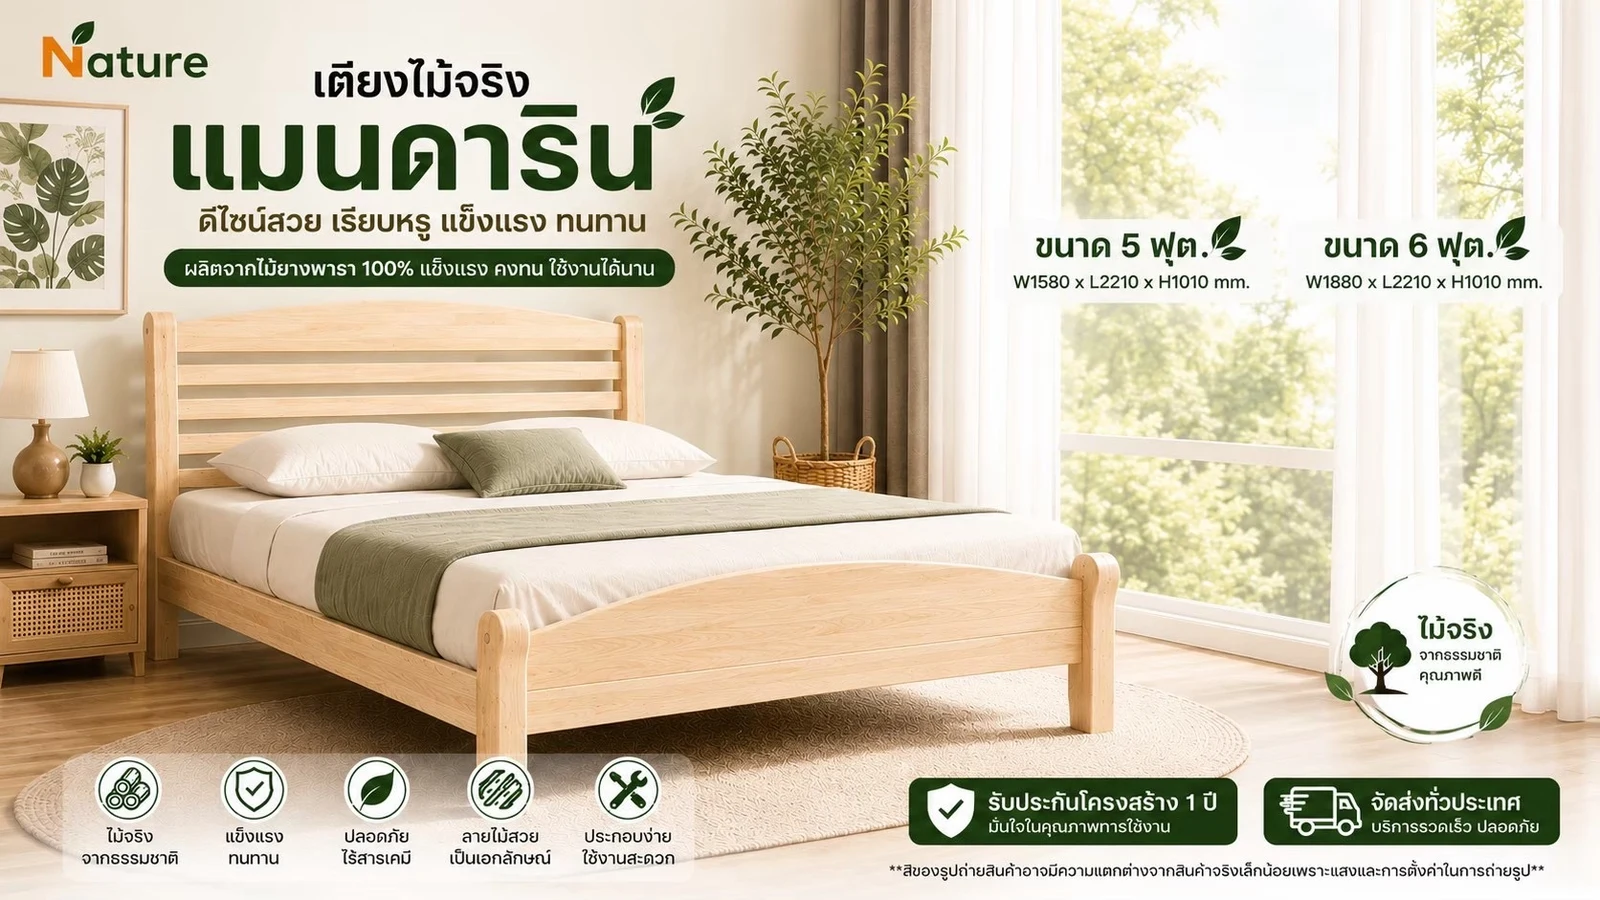 Nature
เตียงไม้จริง
แมนดาริน
ดีไซน์สวย เรียบหรู แข็งแรง ทนทาน
ผลิตจากไม้ยางพารา 100% แข็งแรง คงทน ใช้งานได้นาน
ขนาด 5 ฟุต.
W1580 x L2210 x H1010 mm.
ขนาด 6 ฟุต.
W1880 x L2210 x H1010 mm.
ไม้จริง
จากธรรมชาติ
คุณภาพดี
ไม้จริง
จากธรรมชาติ
แข็งแรง
ทนทาน
ปลอดภัย
ไร้สารเคมี
ลายไม้สวย
เป็นเอกลักษณ์
ประกอบง่าย
ใช้งานสะดวก
รับประกันโครงสร้าง 1 ปี
มั่นใจในคุณภาพการใช้งาน
จัดส่งทั่วประเทศ
บริการรวดเร็ว ปลอดภัย
**สีของรูปถ่ายสินค้าอาจมีความแตกต่างจากสินค้าจริงเล็กน้อยเพราะแสงและการตั้งค่าในการถ่ายรูป**